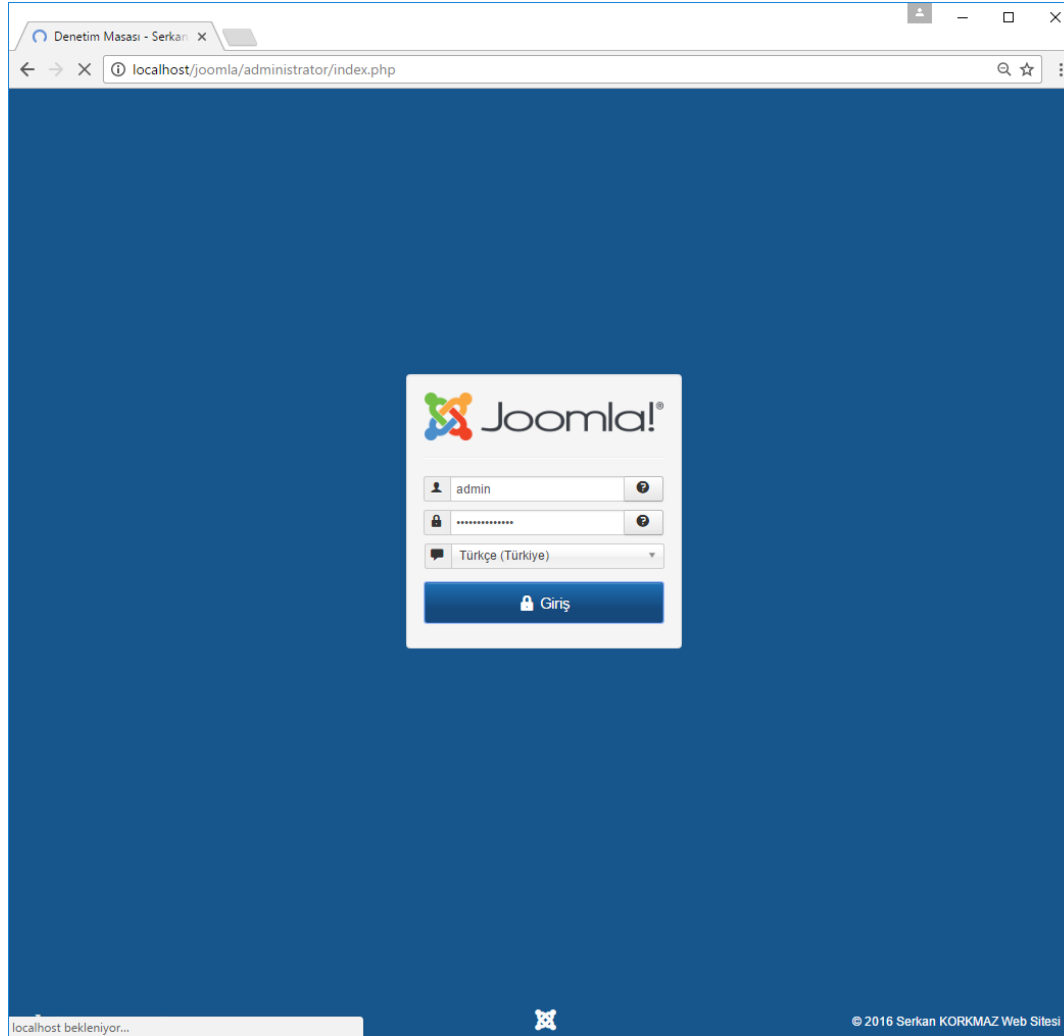 Denetim Masası - Serkan
localhost/joomla/administrator/index.php
Joomla!®
admin
Türkçe (Türkiye)
Giriş
localhost bekleniyor...
© 2016 Serkan KORKMAZ Web Sitesi